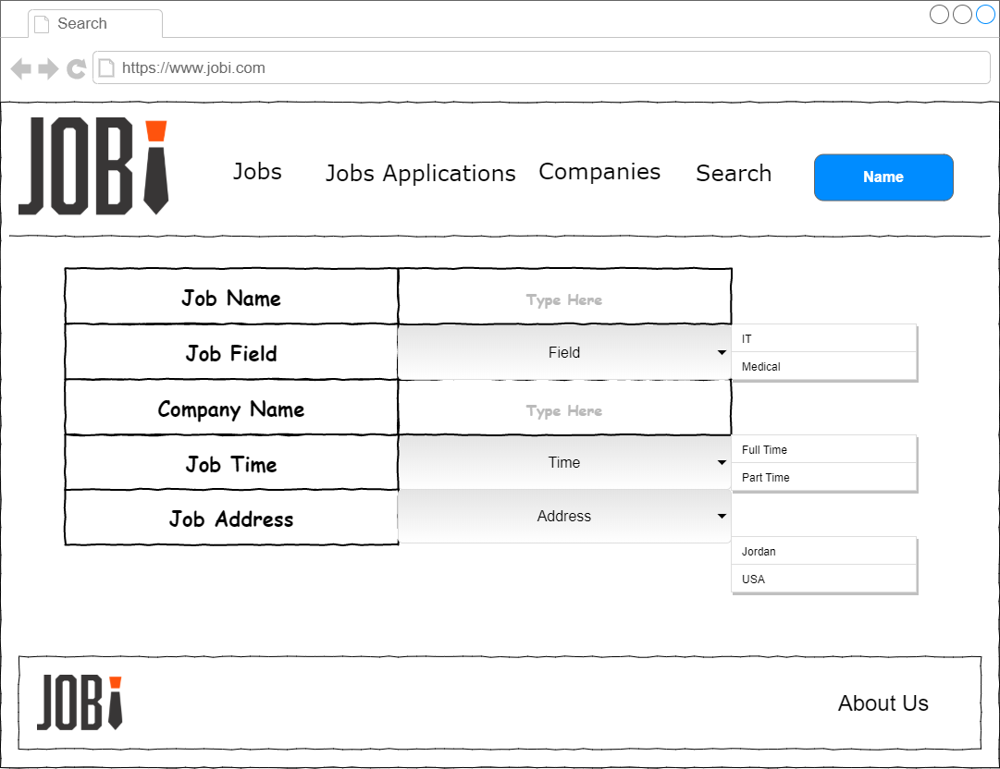 Search
https://www.jobi.com
JOBi
Jobs Jobs Applications Companies Search Name
Job Name Type Here
Job Field Field
IT
Medical
Company Name Type Here
Job Time Time
Full Time
Part Time
Job Address Address
Jordan
USA
JOBi
About Us